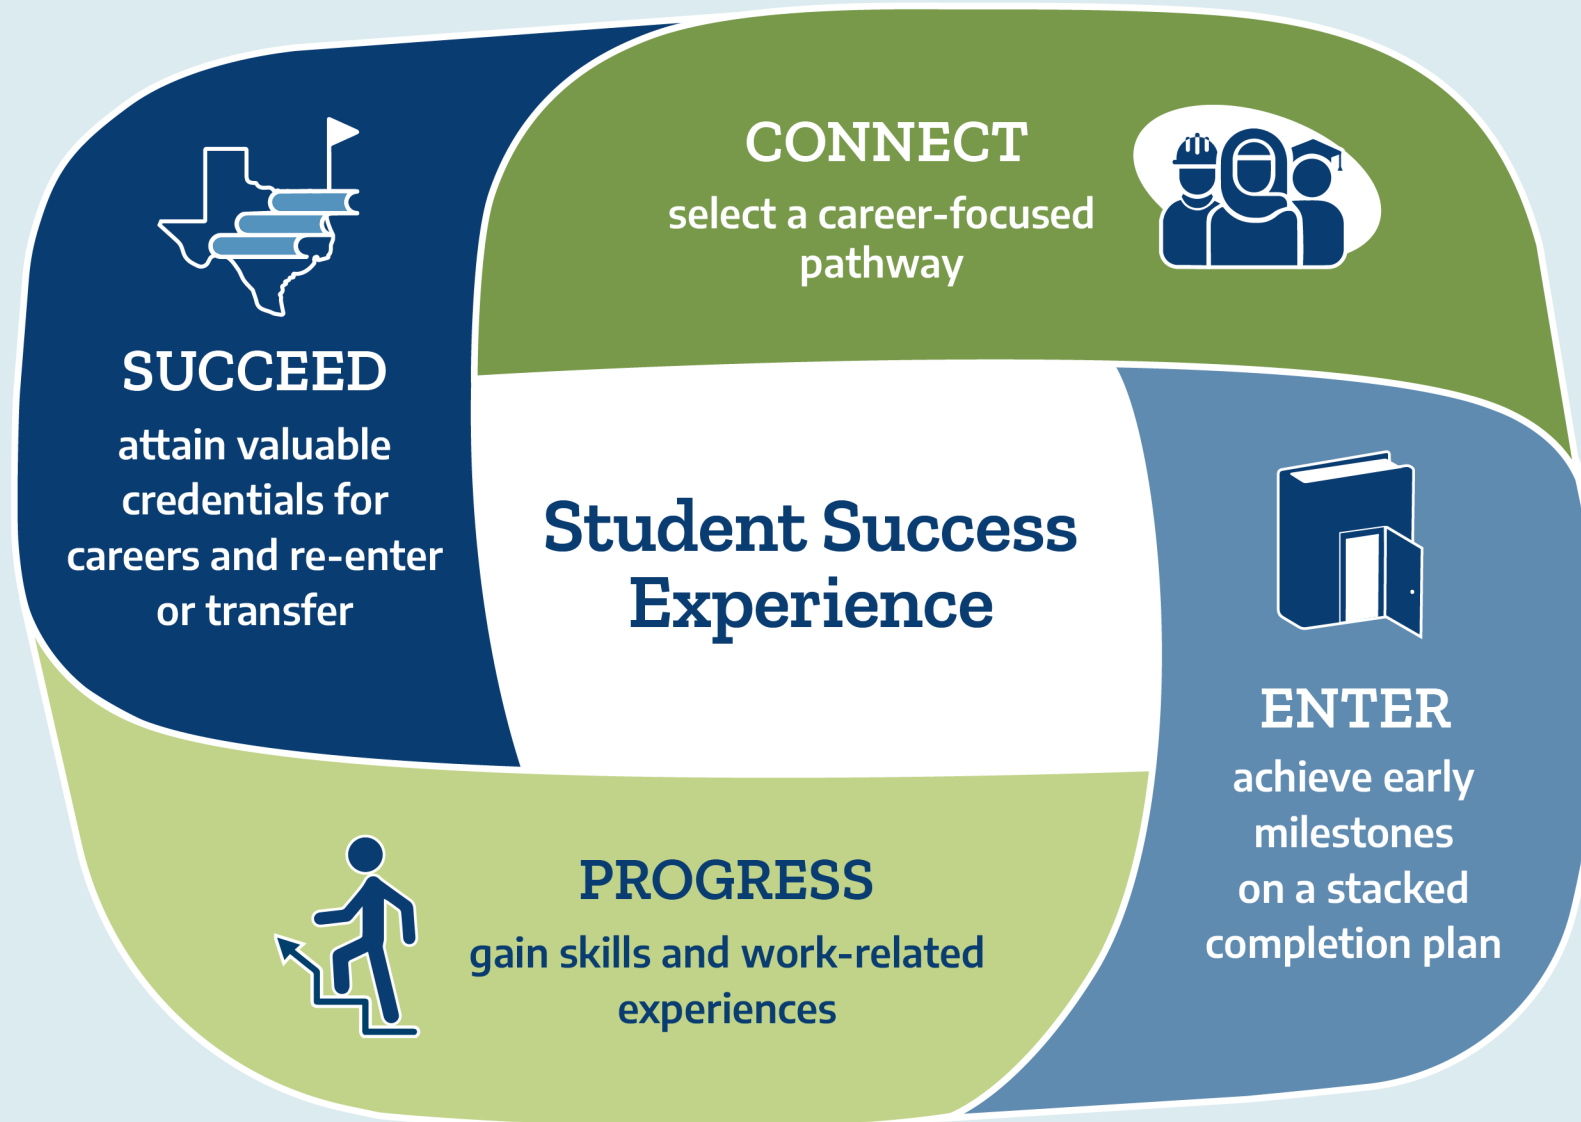 CONNECT
select a career-focused
pathway
SUCCEED
attain valuable
credentials for
careers and re-enter
or transfer
Student Success
Experience
ENTER
achieve early
milestones
on a stacked
completion plan
PROGRESS
gain skills and work-related
experiences